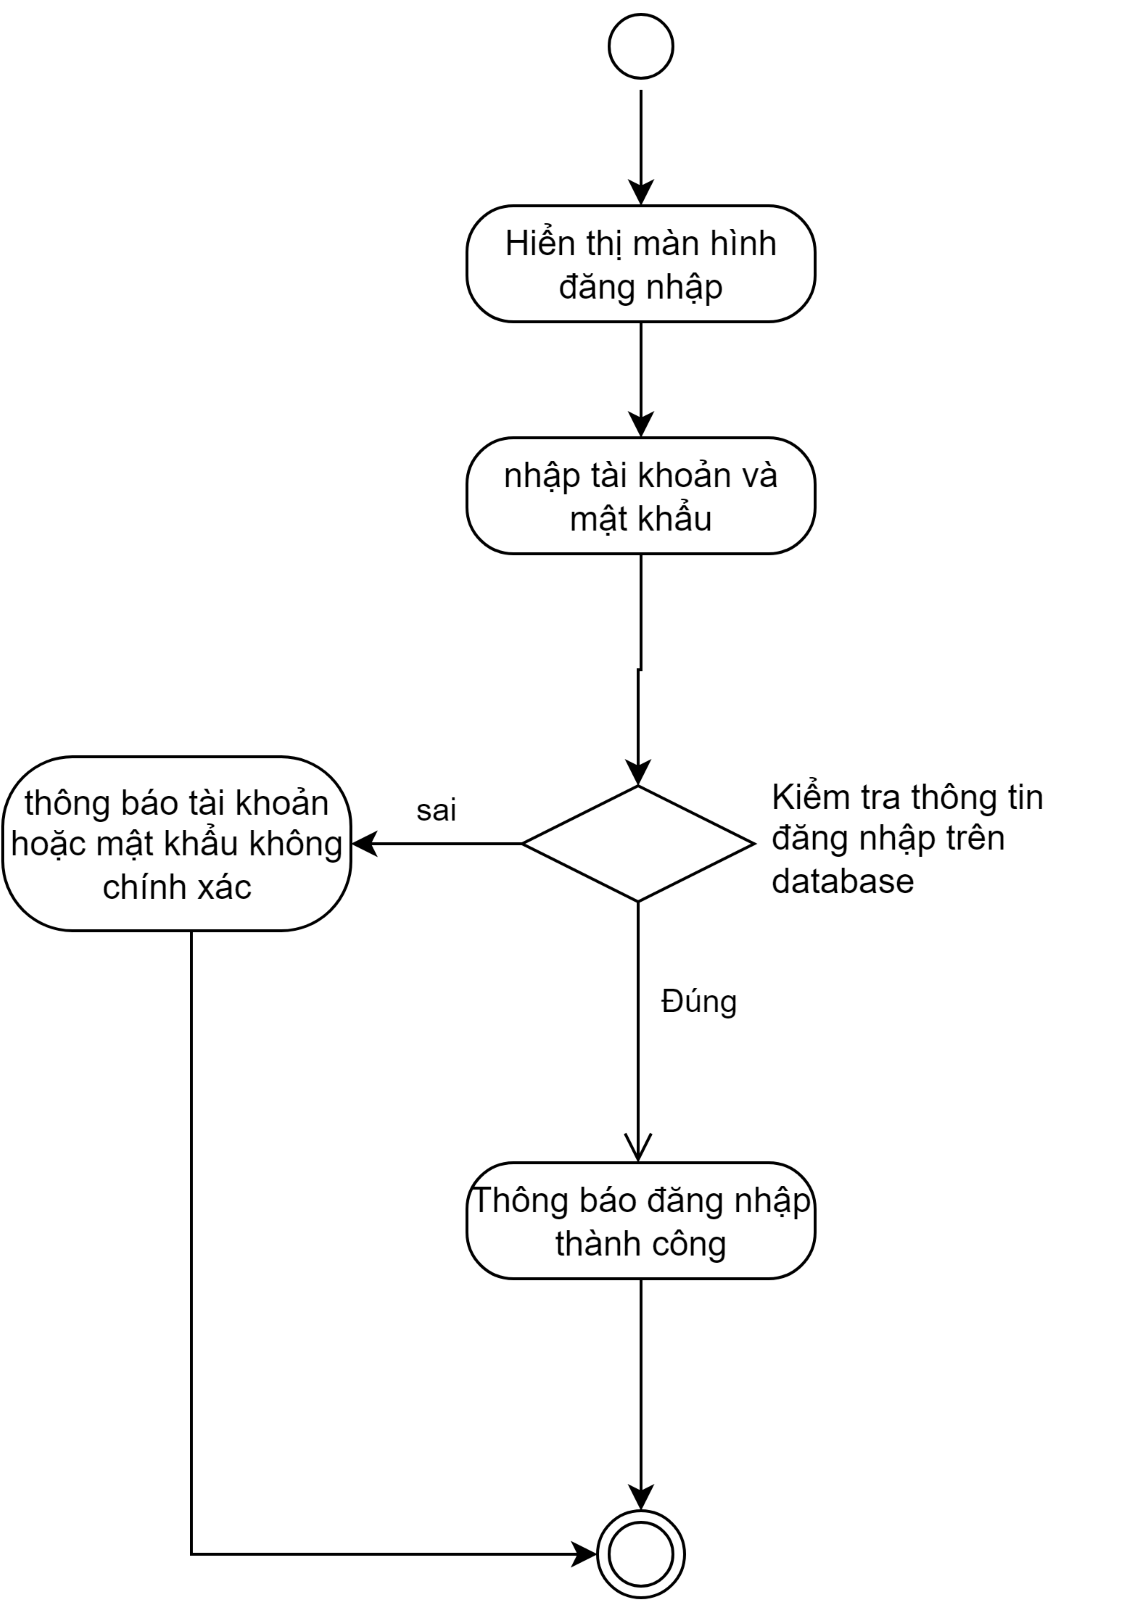 Hiển thị màn hình
đăng nhập
nhập tài khoản và
mật khẩu
thông báo tài khoản
hoặc mật khẩu không
chính xác
sai
Kiểm tra thông tin
đăng nhập trên
database
Đúng
Thông báo đăng nhập
thành công